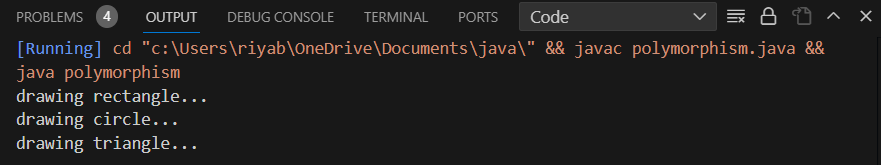 PROBLEMS 4 OUTPUT DEBUG CONSOLE TERMINAL PORTS Code
[Running] cd "c:\Users\riyab\OneDrive\Documents\java\" && javac polymorphism.java &&
java polymorphism
drawing rectangle...
drawing circle...
drawing triangle...